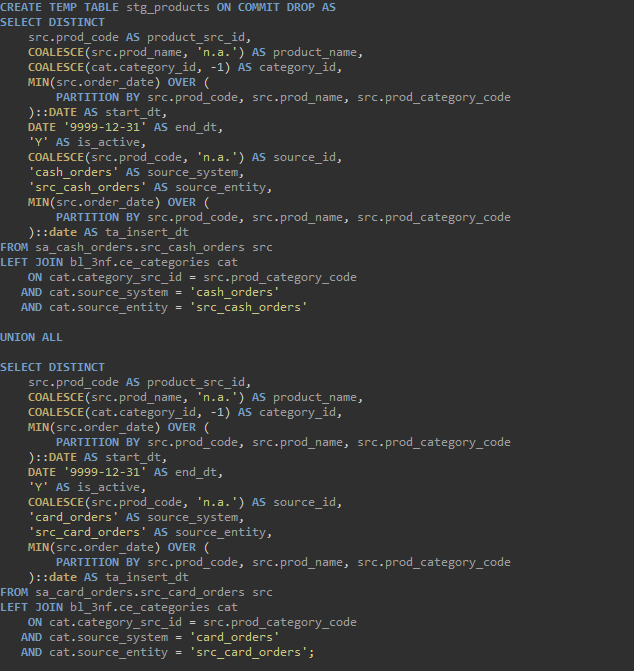 CREATE TEMP TABLE stg_products ON COMMIT DROP AS
SELECT DISTINCT
    src.prod_code AS product_src_id,
    COALESCE(src.prod_name, 'n.a.') AS product_name,
    COALESCE(cat.category_id, -1) AS category_id,
    MIN(src.order_date) OVER (
        PARTITION BY src.prod_code, src.prod_name, src.prod_category_code
    )::DATE AS start_dt,
    DATE '9999-12-31' AS end_dt,
    'Y' AS is_active,
    COALESCE(src.prod_code, 'n.a.') AS source_id,
    'cash_orders' AS source_system,
    'src_cash_orders' AS source_entity,
    MIN(src.order_date) OVER (
        PARTITION BY src.prod_code, src.prod_name, src.prod_category_code
    )::date AS ta_insert_dt
FROM sa_cash_orders.src_cash_orders src
LEFT JOIN bl_3nf.ce_categories cat
    ON cat.category_src_id = src.prod_category_code
   AND cat.source_system = 'cash_orders'
   AND cat.source_entity = 'src_cash_orders'

UNION ALL

SELECT DISTINCT
    src.prod_code AS product_src_id,
    COALESCE(src.prod_name, 'n.a.') AS product_name,
    COALESCE(cat.category_id, -1) AS category_id,
    MIN(src.order_date) OVER (
        PARTITION BY src.prod_code, src.prod_name, src.prod_category_code
    )::DATE AS start_dt,
    DATE '9999-12-31' AS end_dt,
    'Y' AS is_active,
    COALESCE(src.prod_code, 'n.a.') AS source_id,
    'card_orders' AS source_system,
    'src_card_orders' AS source_entity,
    MIN(src.order_date) OVER (
        PARTITION BY src.prod_code, src.prod_name, src.prod_category_code
    )::date AS ta_insert_dt
FROM sa_card_orders.src_card_orders src
LEFT JOIN bl_3nf.ce_categories cat
    ON cat.category_src_id = src.prod_category_code
   AND cat.source_system = 'card_orders'
   AND cat.source_entity = 'src_card_orders';